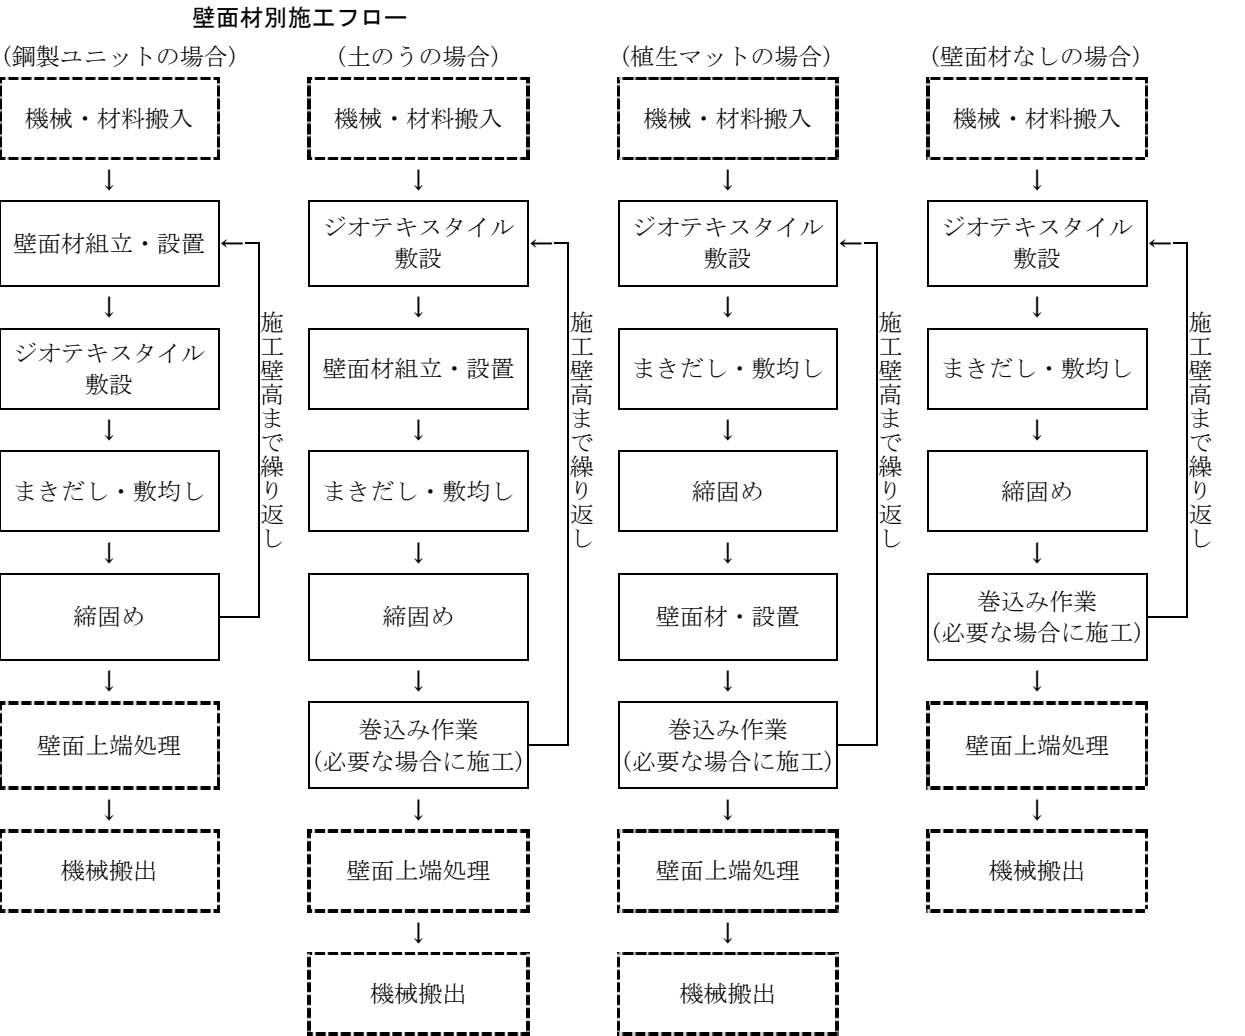 壁面材別施工フロー
(鋼製ユニットの場合)
機械・材料搬入
↓
壁面材組立・設置
↓
ジオテキスタイル
敷設
↓
まきだし・敷均し
↓
締固め
↓
壁面上端処理
↓
機械搬出
←
施工壁高まで繰り返し
(土のうの場合)
機械・材料搬入
↓
ジオテキスタイル
敷設
↓
壁面材組立・設置
↓
まきだし・敷均し
↓
締固め
↓
巻込み作業
(必要な場合に施工)
↓
壁面上端処理
↓
機械搬出
←
施工壁高まで繰り返し
(植生マットの場合)
機械・材料搬入
↓
ジオテキスタイル
敷設
↓
まきだし・敷均し
↓
締固め
↓
壁面材・設置
↓
巻込み作業
(必要な場合に施工)
↓
壁面上端処理
↓
機械搬出
←
施工壁高まで繰り返し
(壁面材なしの場合)
機械・材料搬入
↓
ジオテキスタイル
敷設
↓
まきだし・敷均し
↓
締固め
↓
巻込み作業
(必要な場合に施工)
↓
壁面上端処理
↓
機械搬出
←
施工壁高まで繰り返し